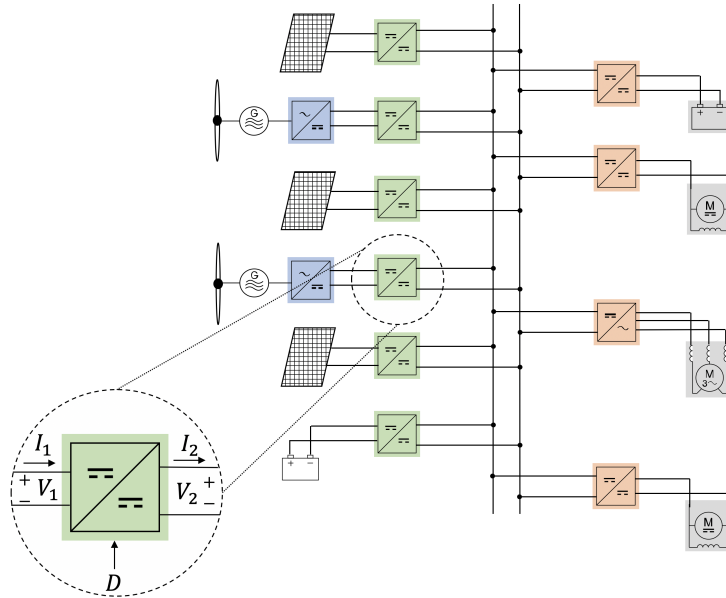 G
+ −
M
G
M
3∼
I₁ I₂
+ V₁ − V₂ + −
+ −
D
M